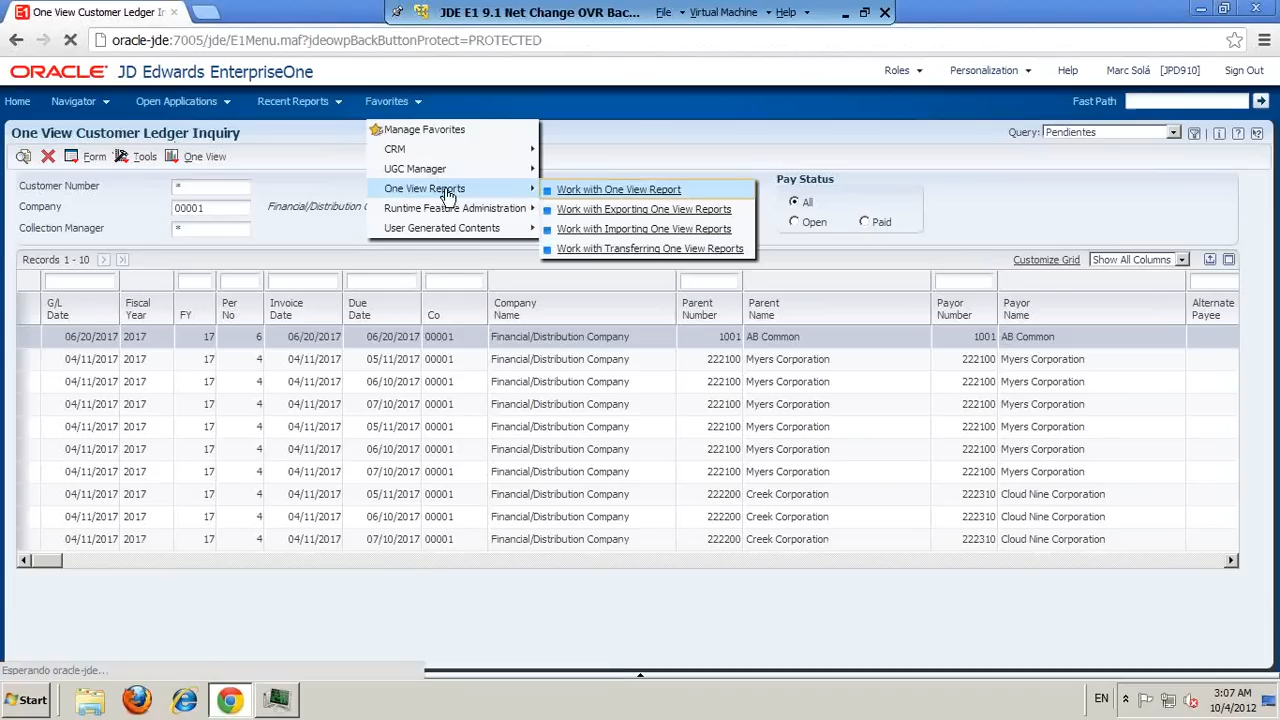 One View Customer Ledger Ir
JDE E1 9.1 Net Change OVR Bac... File Virtual Machine Help
oracle-jde:7005/jde/E1Menu.maf?jdeowpBackButtonProtect=PROTECTED
ORACLE JD Edwards EnterpriseOne
Roles Personalization Help Marc Solá [JPD910] Sign Out
Home Navigator Open Applications Recent Reports Favorites Fast Path
One View Customer Ledger Inquiry
Query: Pendientes
Form Tools One View
Manage Favorites
CRM
UGC Manager
One View Reports
Runtime Feature Administration
User Generated Contents
Work with One View Report
Work with Exporting One View Reports
Work with Importing One View Reports
Work with Transferring One View Reports
Customer Number *
Company 00001 Financial/Distribution C
Collection Manager *
Pay Status
All
Open Paid
Records 1 - 10 Customize Grid Show All Columns
G/L Date Fiscal Year FY Per No Invoice Date Due Date Co Company Name Parent Number Parent Name Payor Number Payor Name Alternate Payee
06/20/2017 2017 17 6 06/20/2017 06/20/2017 00001 Financial/Distribution Company 1001 AB Common 1001 AB Common
04/11/2017 2017 17 4 04/11/2017 05/11/2017 00001 Financial/Distribution Company 222100 Myers Corporation 222100 Myers Corporation
04/11/2017 2017 17 4 04/11/2017 06/10/2017 00001 Financial/Distribution Company 222100 Myers Corporation 222100 Myers Corporation
04/11/2017 2017 17 4 04/11/2017 07/10/2017 00001 Financial/Distribution Company 222100 Myers Corporation 222100 Myers Corporation
04/11/2017 2017 17 4 04/11/2017 05/11/2017 00001 Financial/Distribution Company 222100 Myers Corporation 222100 Myers Corporation
04/11/2017 2017 17 4 04/11/2017 06/10/2017 00001 Financial/Distribution Company 222100 Myers Corporation 222100 Myers Corporation
04/11/2017 2017 17 4 04/11/2017 07/10/2017 00001 Financial/Distribution Company 222100 Myers Corporation 222100 Myers Corporation
04/11/2017 2017 17 4 04/11/2017 05/11/2017 00001 Financial/Distribution Company 222200 Creek Corporation 222310 Cloud Nine Corporation
04/11/2017 2017 17 4 04/11/2017 06/10/2017 00001 Financial/Distribution Company 222200 Creek Corporation 222310 Cloud Nine Corporation
04/11/2017 2017 17 4 04/11/2017 07/10/2017 00001 Financial/Distribution Company 222200 Creek Corporation 222310 Cloud Nine Corporation
Esperando oracle-jde...
Start EN 3:07 AM
10/4/2012